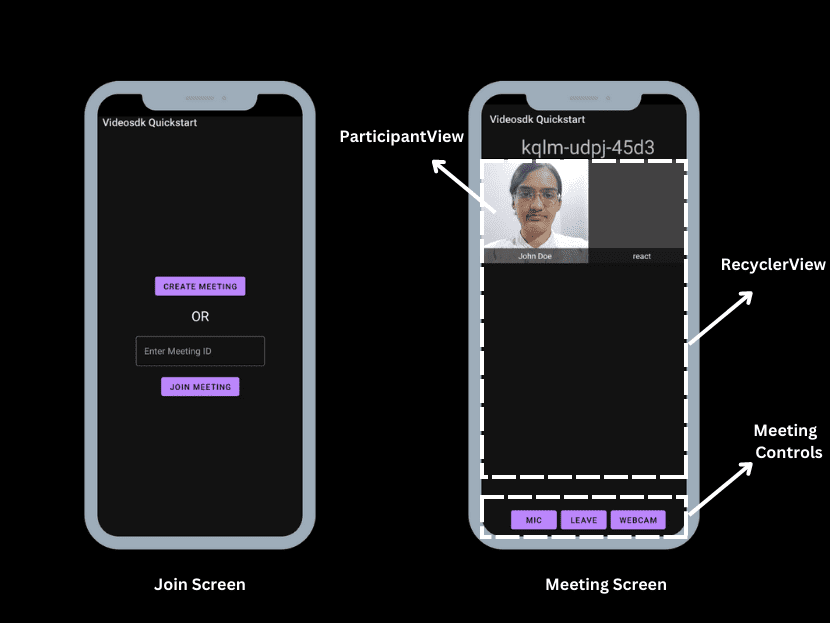 Videosdk Quickstart
CREATE MEETING
OR
Enter Meeting ID
JOIN MEETING
Join Screen
ParticipantView
Videosdk Quickstart
kqlm-udpj-45d3
John Doe
react
RecyclerView
Meeting
Controls
MIC
LEAVE
WEBCAM
Meeting Screen